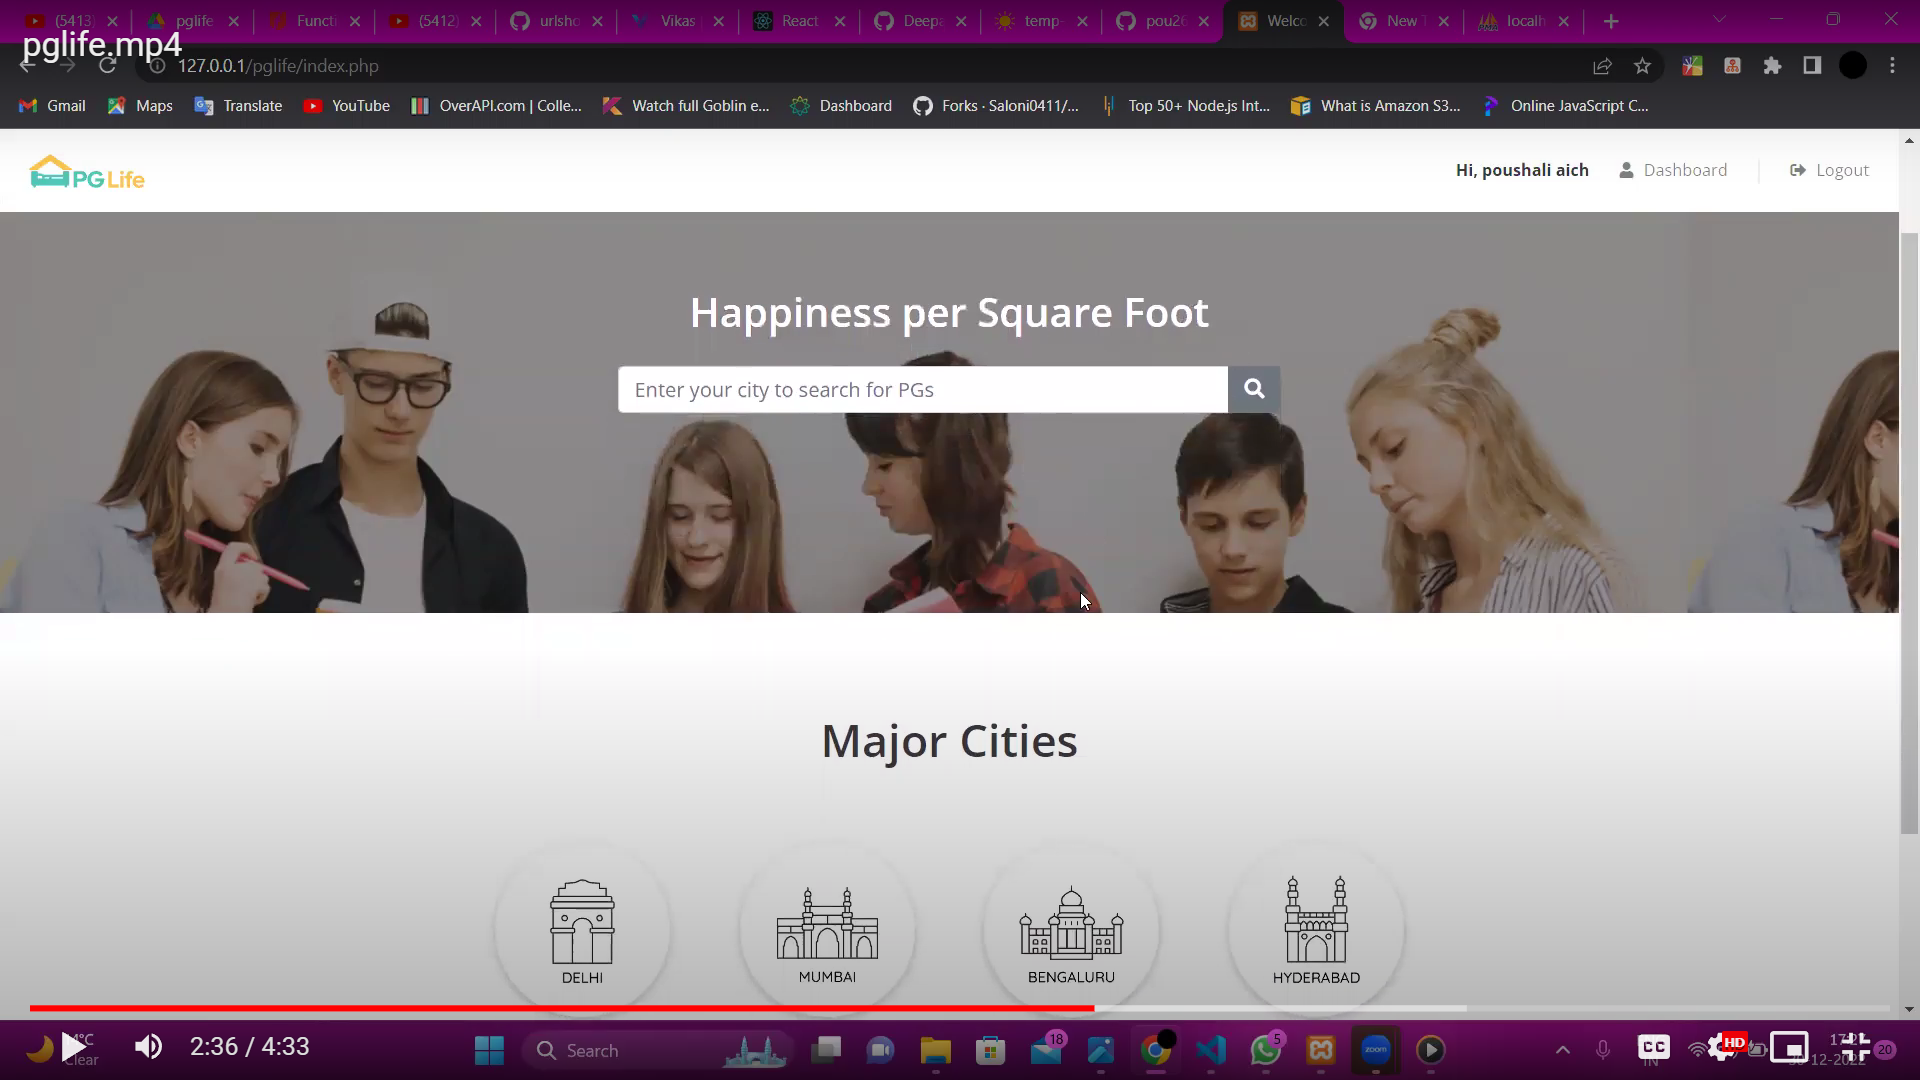 (5413)
pglife
Functi
(5412)
urlsho
Vikas
React
Deepa
temp-
pou26
Welco
New T
localh
pglife.mp4
127.0.0.1/pglife/index.php
Gmail
Maps
Translate
YouTube
OverAPI.com | Colle...
Watch full Goblin e...
Dashboard
Forks · Saloni0411/...
Top 50+ Node.js Int...
What is Amazon S3...
Online JavaScript C...
PG Life
Hi, poushali aich
Dashboard
Logout
Happiness per Square Foot
Enter your city to search for PGs
Major Cities
DELHI
MUMBAI
BENGALURU
HYDERABAD
Clear
2:36 / 4:33
Search
18
zoom
5
CC
IN
HD
20